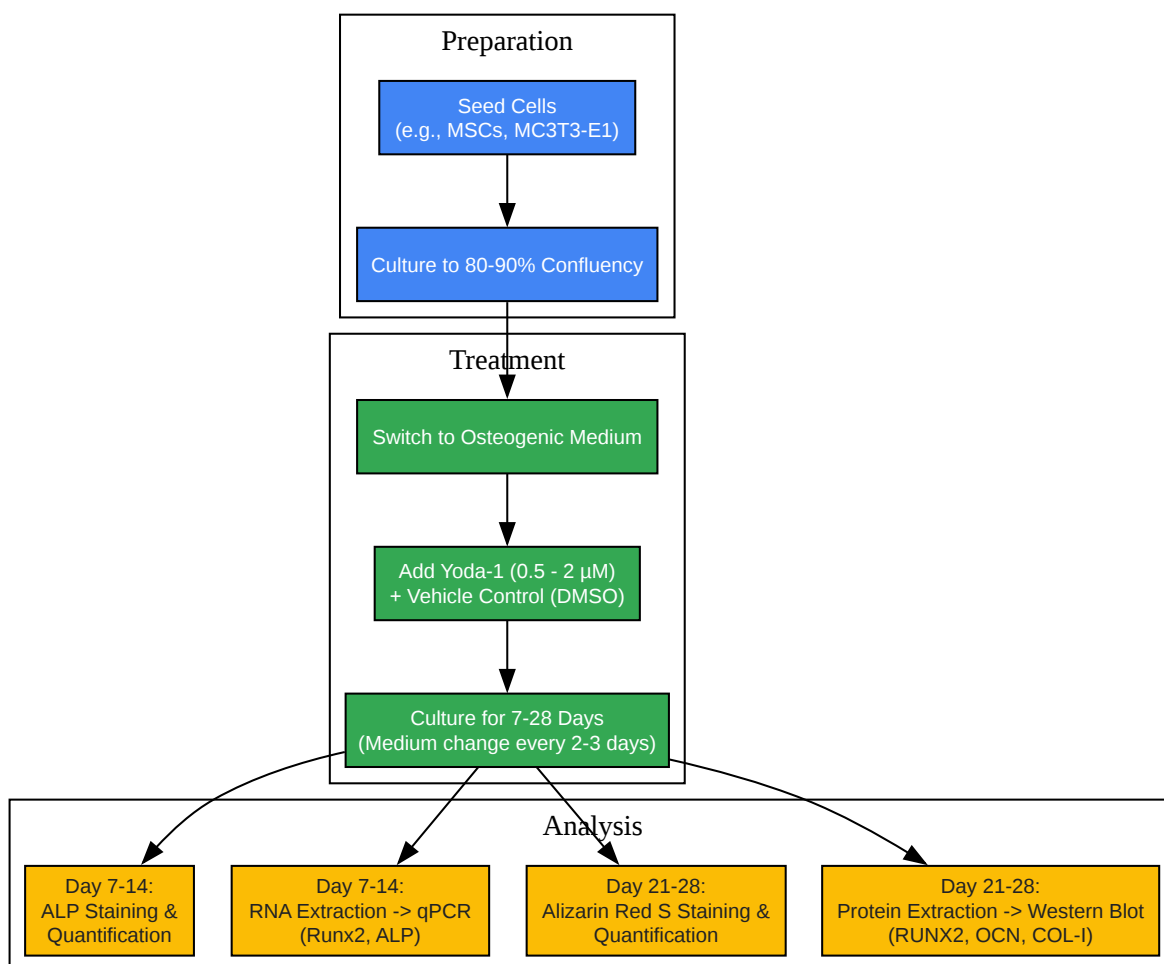 Preparation
Seed Cells
(e.g., MSCs, MC3T3-E1)
Culture to 80-90% Confluency
Treatment
Switch to Osteogenic Medium
Add Yoda-1 (0.5 - 2 µM)
+ Vehicle Control (DMSO)
Culture for 7-28 Days
(Medium change every 2-3 days)
Analysis
Day 7-14:
ALP Staining &
Quantification
Day 7-14:
RNA Extraction -> qPCR
(Runx2, ALP)
Day 21-28:
Alizarin Red S Staining &
Quantification
Day 21-28:
Protein Extraction -> Western Blot
(RUNX2, OCN, COL-I)